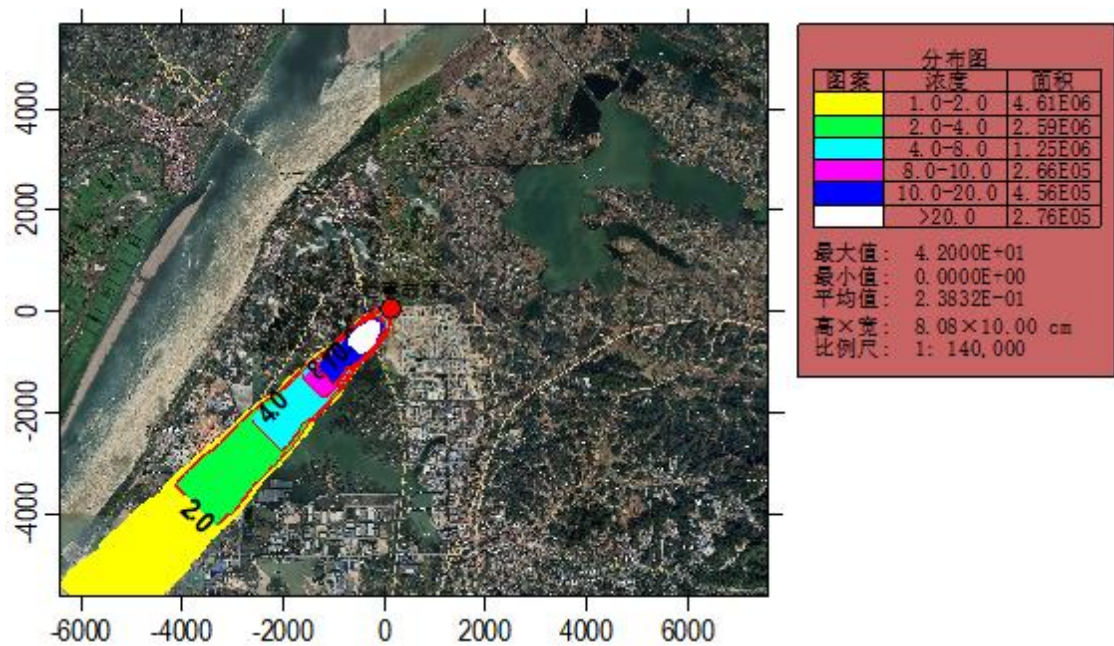 分布图
图案 浓度 面积
1.0-2.0 4.61E06
2.0-4.0 2.59E06
4.0-8.0 1.25E06
8.0-10.0 2.66E05
10.0-20.0 4.56E05
>20.0 2.76E05
最大值: 4.2000E+01
最小值: 0.0000E+00
平均值: 2.3832E-01
高×宽: 8.08×10.00 cm
比例尺: 1: 140,000
4000
2000
0
-2000
-4000
4.0
2.0
-6000 -4000 -2000 0 2000 4000 6000